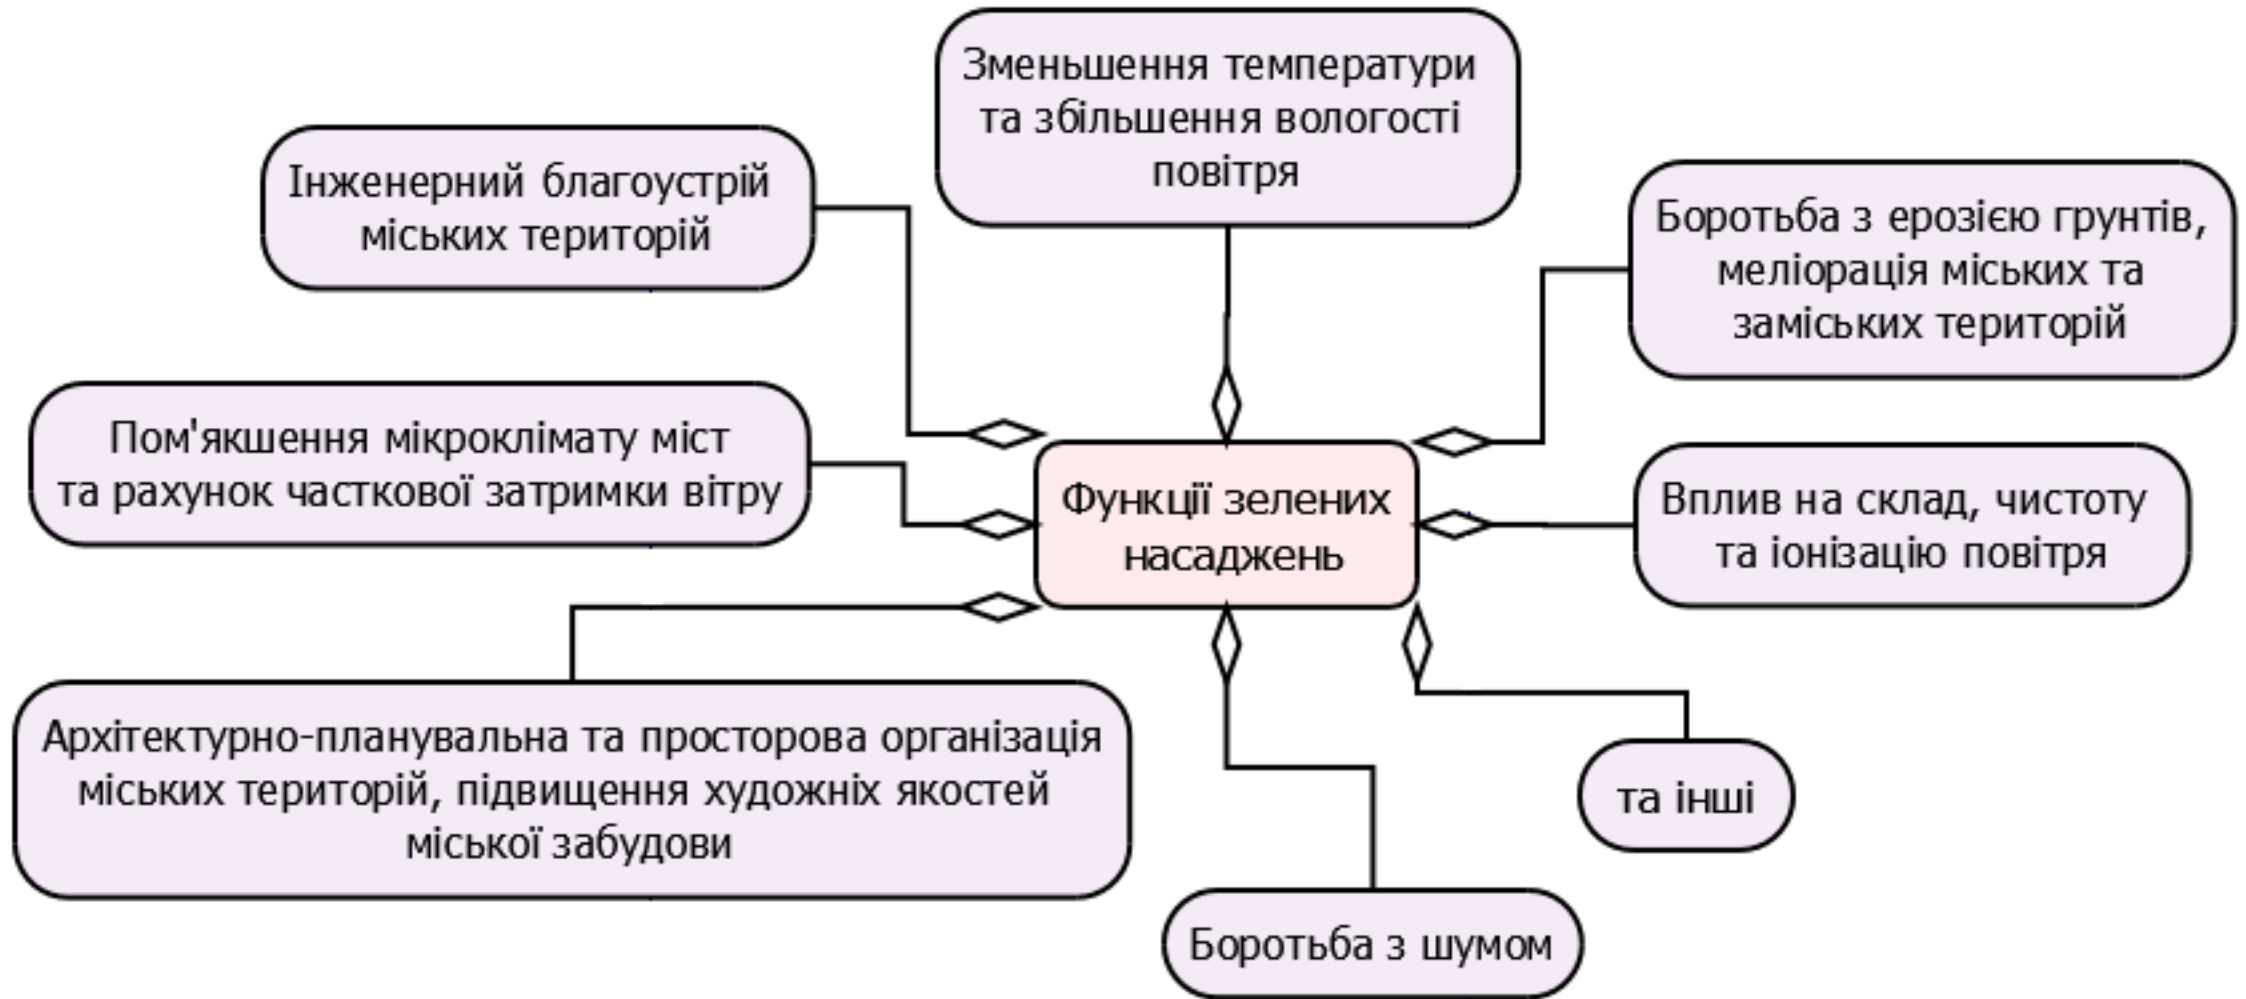 Зменьшення температури
та збільшення вологості
повітря
Інженерний благоустрій
міських територій
Боротьба з ерозією грунтів,
меліорація міських та
заміських територій
Пом'якшення мікроклімату міст
та рахунок часткової затримки вітру
Функції зелених
насаджень
Вплив на склад, чистоту
та іонізацію повітря
Архітектурно-планувальна та просторова організація
міських територій, підвищення художніх якостей
міської забудови
та інші
Боротьба з шумом